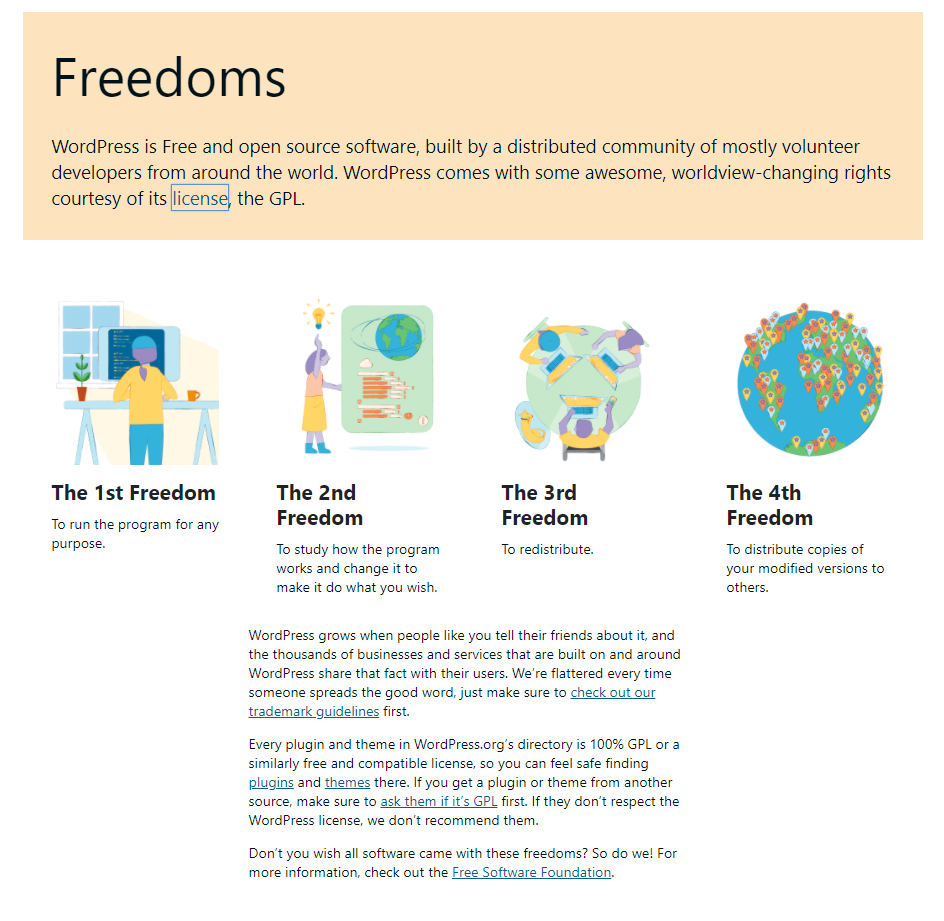 Freedoms
WordPress is Free and open source software, built by a distributed community of mostly volunteer
developers from around the world. WordPress comes with some awesome, worldview-changing rights
courtesy of its license, the GPL.
The 1st Freedom
To run the program for any
purpose.
The 2nd
Freedom
To study how the program
works and change it to
make it do what you wish.
The 3rd
Freedom
To redistribute.
The 4th
Freedom
To distribute copies of
your modified versions to
others.
WordPress grows when people like you tell their friends about it, and
the thousands of businesses and services that are built on and around
WordPress share that fact with their users. We’re flattered every time
someone spreads the good word, just make sure to check out our
trademark guidelines first.
Every plugin and theme in WordPress.org’s directory is 100% GPL or a
similarly free and compatible license, so you can feel safe finding
plugins and themes there. If you get a plugin or theme from another
source, make sure to ask them if it’s GPL first. If they don’t respect the
WordPress license, we don’t recommend them.
Don’t you wish all software came with these freedoms? So do we! For
more information, check out the Free Software Foundation.